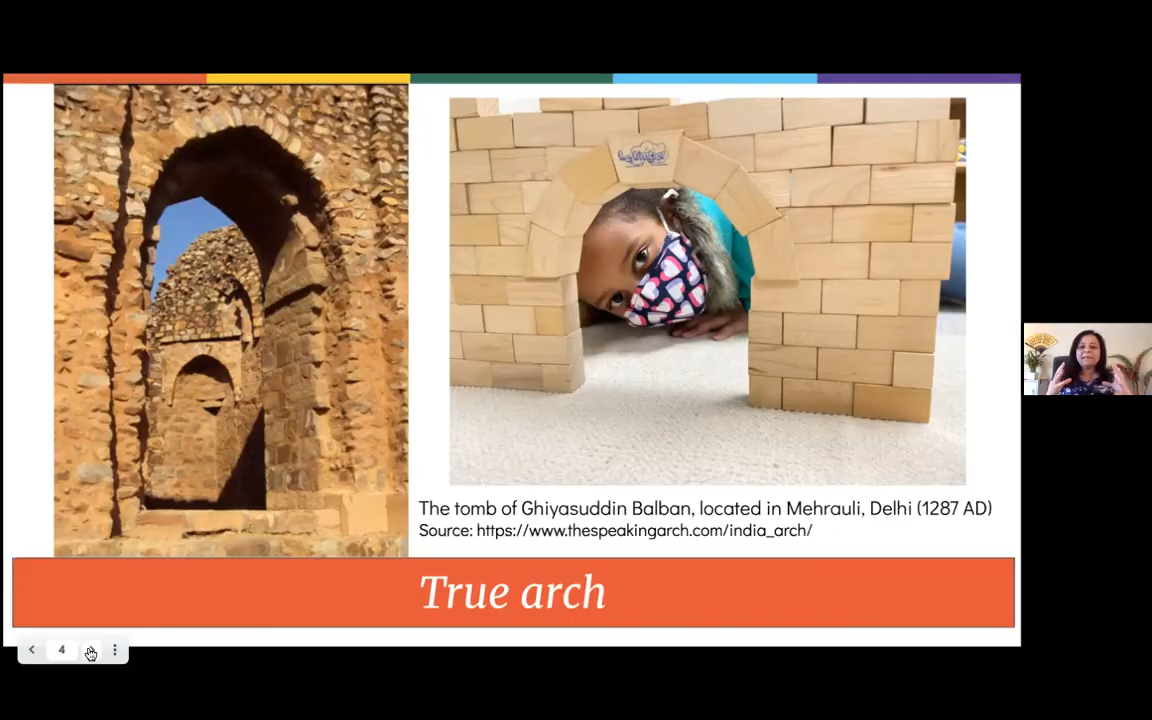 The tomb of Ghiyasuddin Balban, located in Mehrauli, Delhi (1287 AD)
Source: https://www.thespeakingarch.com/india_arch/
True arch
4